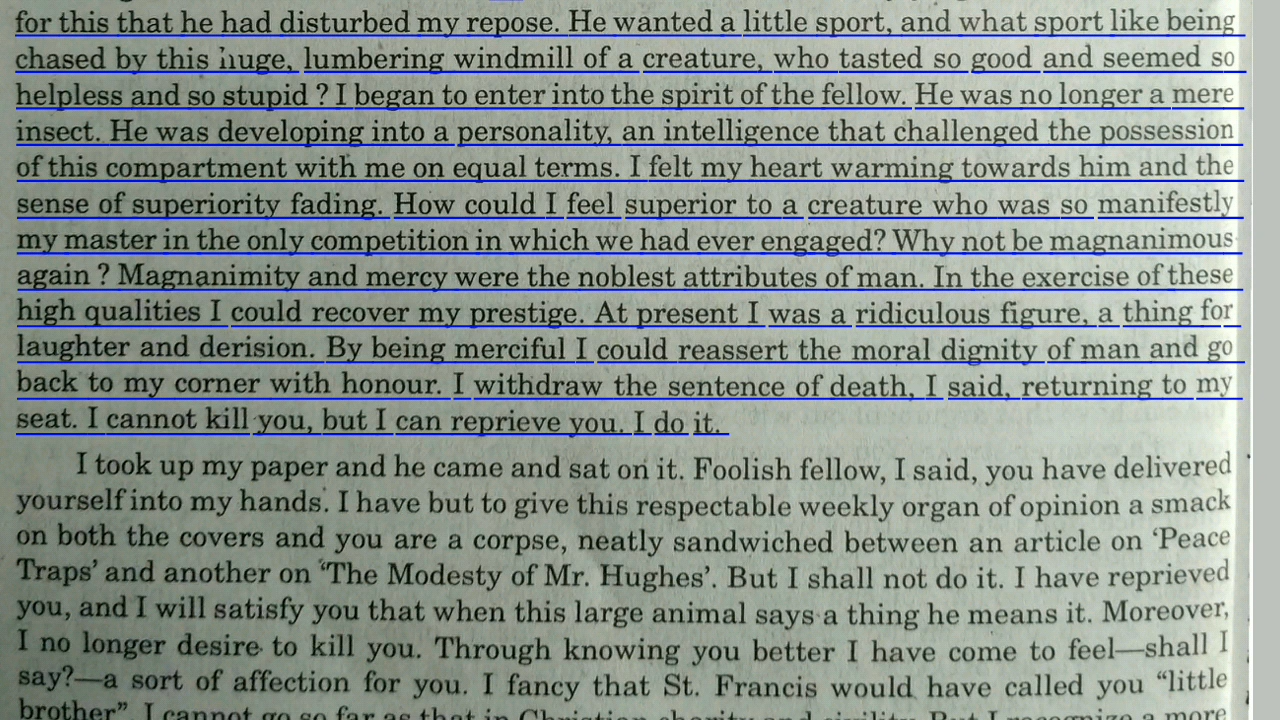 for this that he had disturbed my repose. He wanted a little sport, and what sport like being
chased by this huge, lumbering windmill of a creature, who tasted so good and seemed so
helpless and so stupid ? I began to enter into the spirit of the fellow. He was no longer a mere
insect. He was developing into a personality, an intelligence that challenged the possession
of this compartment with me on equal terms. I felt my heart warming towards him and the
sense of superiority fading. How could I feel superior to a creature who was so manifestly
my master in the only competition in which we had ever engaged? Why not be magnanimous
again ? Magnanimity and mercy were the noblest attributes of man. In the exercise of these
high qualities I could recover my prestige. At present I was a ridiculous figure, a thing for
laughter and derision. By being merciful I could reassert the moral dignity of man and go
back to my corner with honour. I withdraw the sentence of death, I said, returning to my
seat. I cannot kill you, but I can reprieve you. I do it.
I took up my paper and he came and sat on it. Foolish fellow, I said, you have delivered
yourself into my hands. I have but to give this respectable weekly organ of opinion a smack
on both the covers and you are a corpse, neatly sandwiched between an article on ‘Peace
Traps’ and another on ‘The Modesty of Mr. Hughes’. But I shall not do it. I have reprieved
you, and I will satisfy you that when this large animal says a thing he means it. Moreover,
I no longer desire to kill you. Through knowing you better I have come to feel—shall I
say?—a sort of affection for you. I fancy that St. Francis would have called you “little
brother”. I cannot go so far as that in Christian charity and civility. But I recognize a more